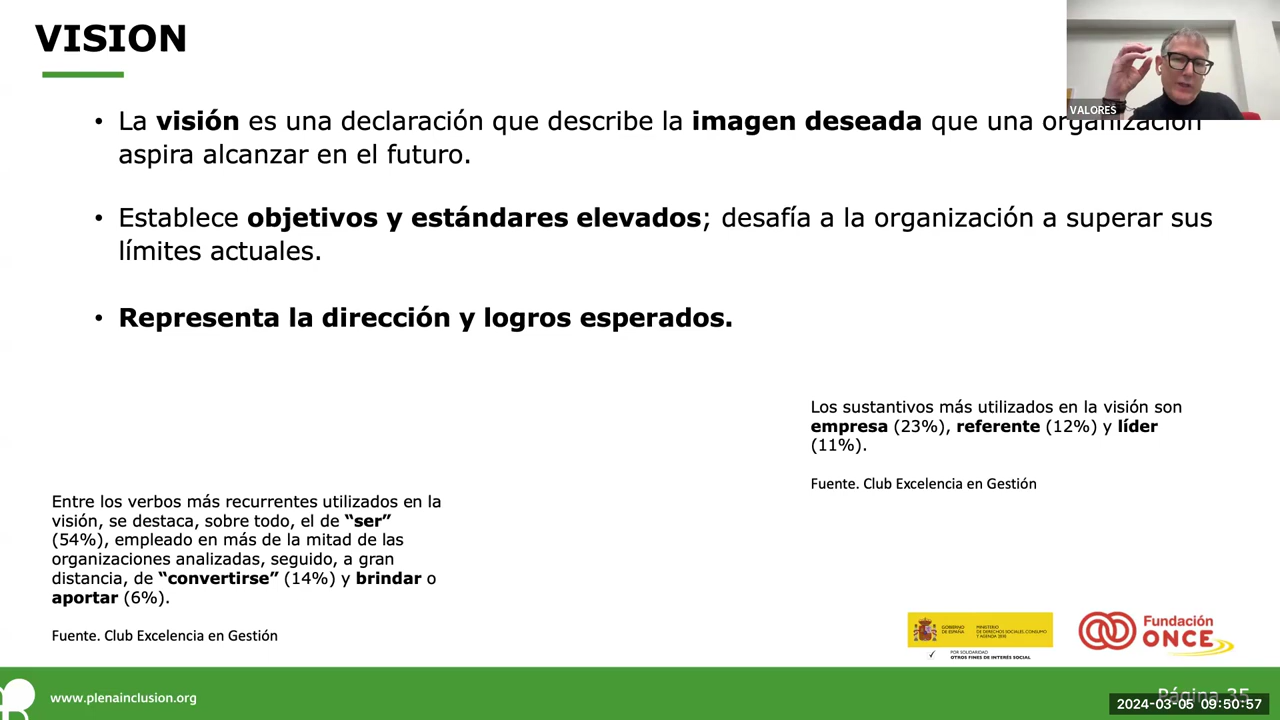 VISION
VALORES
• La visión es una declaración que describe la imagen deseada que una organización
aspira alcanzar en el futuro.
• Establece objetivos y estándares elevados; desafía a la organización a superar sus
límites actuales.
• Representa la dirección y logros esperados.
Los sustantivos más utilizados en la visión son
empresa (23%), referente (12%) y líder
(11%).
Fuente. Club Excelencia en Gestión
Entre los verbos más recurrentes utilizados en la
visión, se destaca, sobre todo, el de “ser”
(54%), empleado en más de la mitad de las
organizaciones analizadas, seguido, a gran
distancia, de “convertirse” (14%) y brindar o
aportar (6%).
Fuente. Club Excelencia en Gestión
GOBIERNO
DE ESPAÑA
MINISTERIO
DE DERECHOS SOCIALES, CONSUMO
Y AGENDA 2030
POR SOLIDARIDAD
OTROS FINES DE INTERÉS SOCIAL
Fundación
ONCE
www.plenainclusion.org
Página 35
2024-03-05 09:50:57